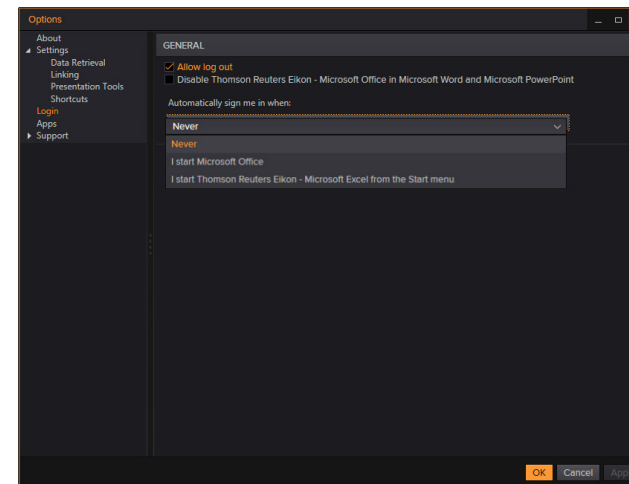 Options
About
Settings
Data Retrieval
Linking
Presentation Tools
Shortcuts
Login
Apps
Support
GENERAL
Allow log out
Disable Thomson Reuters Eikon - Microsoft Office in Microsoft Word and Microsoft PowerPoint
Automatically sign me in when:
Never
Never
I start Microsoft Office
I start Thomson Reuters Eikon - Microsoft Excel from the Start menu
OK Cancel App